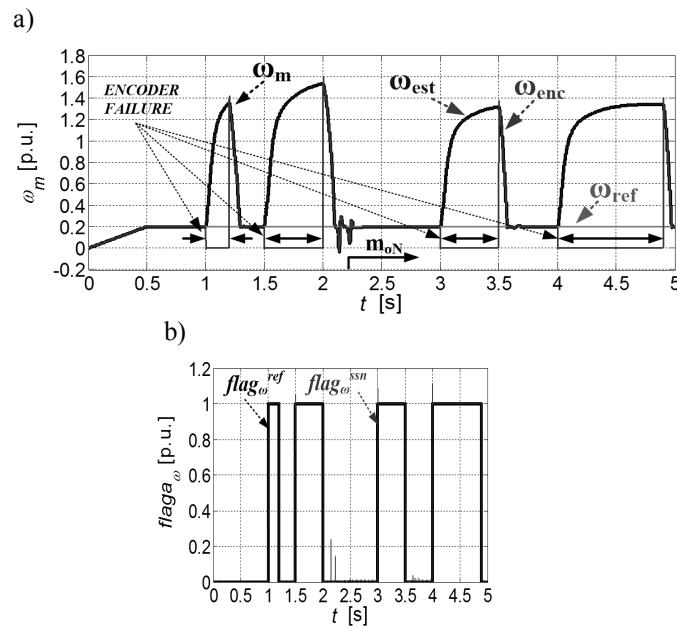 a)
1.8
1.6
1.4
1.2
1
0.8
0.6
0.4
0.2
0
-0.2
ω_m [p.u.]
ENCODER
FAILURE
ω_m
ω_est
ω_enc
ω_ref
m_oN
0 0.5 1 1.5 2 2.5 3 3.5 4 4.5 5
t [s]
b)
1.2
1
0.8
0.6
0.4
0.2
0
flaga_ω [p.u.]
flag_ω^ref
flag_ω^ssn
0 0.5 1 1.5 2 2.5 3 3.5 4 4.5 5
t [s]